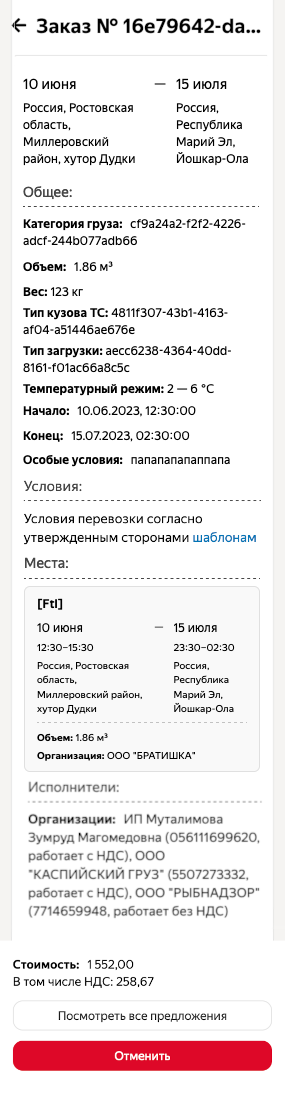 ← Заказ № 16e79642-da...
10 июня — 15 июля
Россия, Ростовская область, Миллеровский район, хутор Дудки
Россия, Республика Марий Эл, Йошкар-Ола
Общее:
Категория груза: cf9a24a2-f2f2-4226-
adcf-244b077adb66
Объем: 1.86 м³
Вес: 123 кг
Тип кузова ТС: 4811f307-43b1-4163-
af04-a51446ae676e
Тип загрузки: aecc6238-4364-40dd-
8161-f01ac66a8c5c
Температурный режим: 2 — 6 °C
Начало: 10.06.2023, 12:30:00
Конец: 15.07.2023, 02:30:00
Особые условия: папапапапаппапа
Условия:
Условия перевозки согласно
утвержденным сторонами шаблонам
Места:
[Ftl]
10 июня — 15 июля
12:30–15:30 23:30–02:30
Россия, Ростовская
область,
Миллеровский район,
хутор Дудки
Россия,
Республика
Марий Эл,
Йошкар-Ола
Объем: 1.86 м³
Организация: ООО "БРАТИШКА"
Исполнители:
Организации: ИП Муталимова
Зумруд Магомедовна (056111699620,
работает с НДС), ООО
"КАСПИЙСКИЙ ГРУЗ" (5507273332,
работает с НДС), ООО "РЫБНАДЗОР"
(7714659948, работает без НДС)
Стоимость: 1 552,00
В том числе НДС: 258,67
Посмотреть все предложения
Отменить